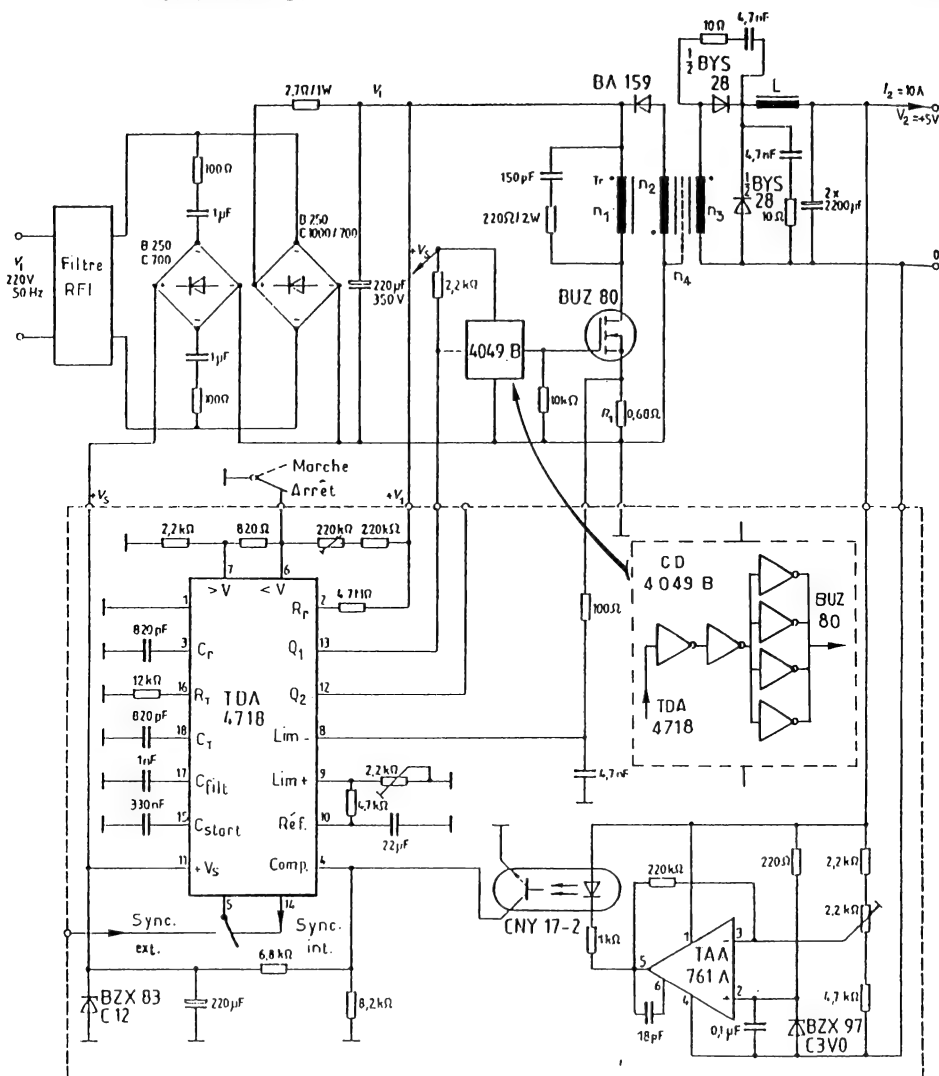 10Ω
4,7nF
½ BYS
28
BA 159
2,7Ω/1W
V₁
L
I₂ = 10A
V₂ = +5V
100Ω
1µF
150pF
Tr
n₁
n₂
n₃
n₄
4,7nF
½ BYS
28
10Ω
2x
2200µF
220Ω/2W
B 250
C 700
B 250
C 1000/700
+Vs
V₁
220V
50Hz
Filtre
RFI
220µF
350V
2,2kΩ
BUZ 80
0
4049 B
1µF
100Ω
10kΩ
R₁
0,68Ω
Marche
Arrêt
+Vs
+V₁
2,2kΩ
820Ω
220kΩ
220kΩ
7
6
> V
< V
CD
4049 B
BUZ
80
TDA
4718
1
Rr
2
4,7MΩ
100Ω
820pF
3
Cr
Q₁
13
12kΩ
16
RT
TDA
4718
Q₂
12
820pF
18
CT
Lim -
8
1nF
17
Cfilt
Lim +
9
2,2kΩ
4,7nF
330nF
15
Cstart
4,7kΩ
Réf.
10
22µF
11
+Vs
Comp.
4
5
14
Sync.
ext.
Sync.
int.
CNY 17-2
220kΩ
220Ω
2,2kΩ
2,2kΩ
1kΩ
1
3
TAA
761 A
5
6
4
2
6,8kΩ
BZX 83
C12
220µF
8,2kΩ
18pF
0,1µF
BZX 97
C3V0
4,7kΩ